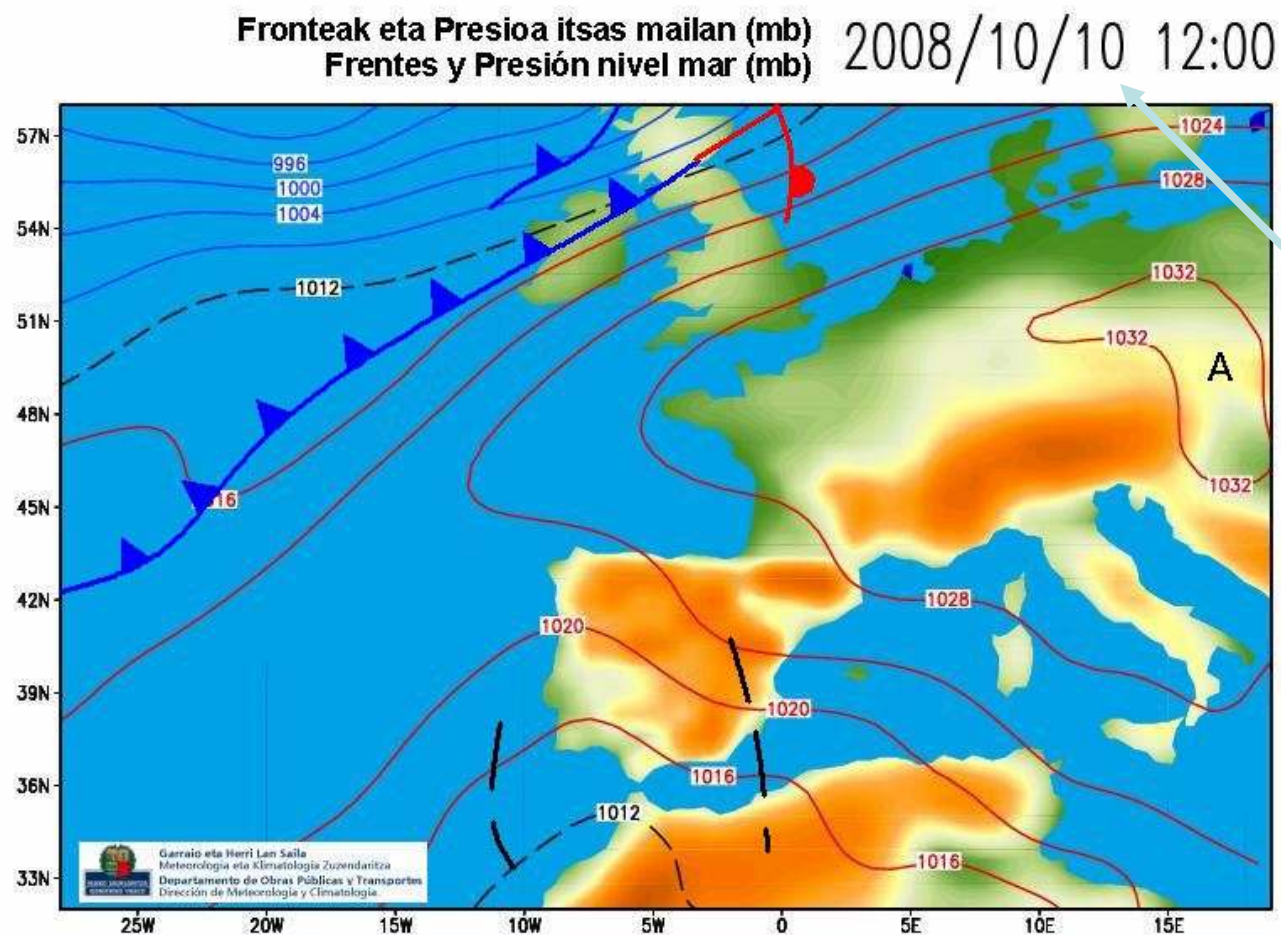 Fronteak eta Presioa itsas mailan (mb)
Frentes y Presión nivel mar (mb)
2008/10/10 12:00
57N
54N
51N
48N
45N
42N
39N
36N
33N
996
1000
1004
1012
1024
1028
1032
1032
A
1032
16
1028
1020
1020
1016
1012
1016
Garraio eta Herri Lan Saila
Meteorologia eta Klimatologia Zuzendaritza
Departamento de Obras Públicas y Transportes
Dirección de Meteorología y Climatología
25W
20W
15W
10W
5W
0
5E
10E
15E